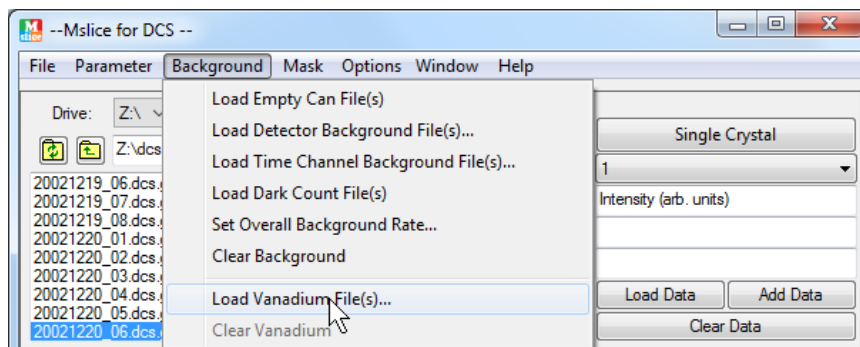 --Mslice for DCS --
File Parameter Background Mask Options Window Help
Drive: Z:\
Z:\dcs
20021219_06.dcs.
20021219_07.dcs.
20021219_08.dcs.
20021220_01.dcs.
20021220_02.dcs.
20021220_03.dcs.
20021220_04.dcs.
20021220_05.dcs.
20021220_06.dcs.
Load Empty Can File(s)
Load Detector Background File(s)...
Load Time Channel Background File(s)...
Load Dark Count File(s)
Set Overall Background Rate...
Clear Background
Load Vanadium File(s)...
Clear Vanadium
Single Crystal
1
Intensity (arb. units)
Load Data Add Data
Clear Data